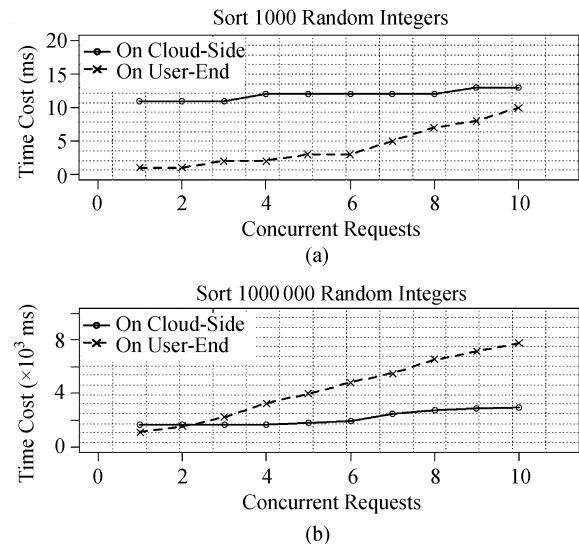 Sort 1000 Random Integers
On Cloud-Side
On User-End
Time Cost (ms)
20
15
10
5
0
0 2 4 6 8 10
Concurrent Requests
(a)
Sort 1000 000 Random Integers
On Cloud-Side
On User-End
Time Cost (×10³ ms)
8
4
0
0 2 4 6 8 10
Concurrent Requests
(b)